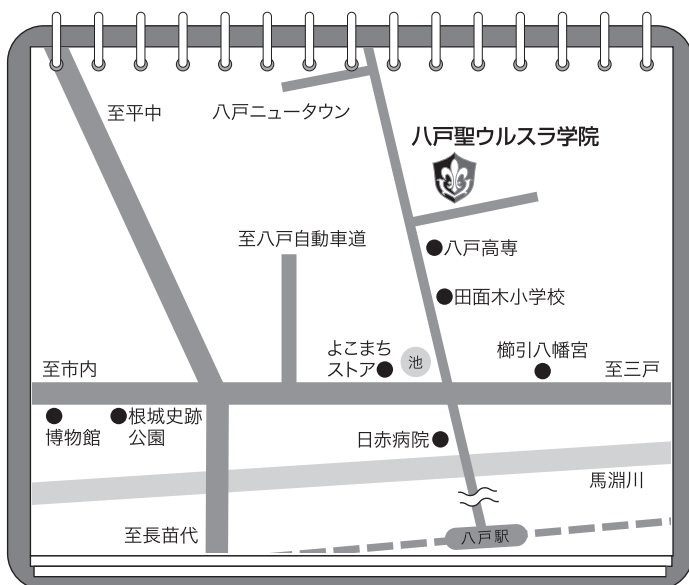 至平中
八戸ニュータウン
八戸聖ウルスラ学院
至八戸自動車道
八戸高専
田面木小学校
よこまち
ストア
池
櫛引八幡宮
至市内
至三戸
博物館
根城史跡
公園
日赤病院
馬淵川
至長苗代
八戸駅